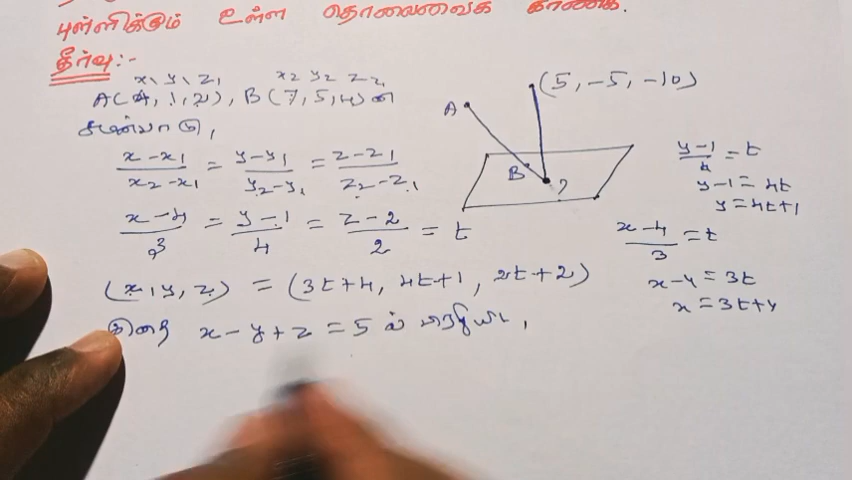 புள்ளிக்கும் உள்ள தொலைவைக் காண்க.
தீர்வு:-
x₁ y₁ z₁ x₂ y₂ z₂
A(4, 1, 2), B(7, 5, 4) ன்
சமன்பாடு,
(x-x₁)/(x₂-x₁) = (y-y₁)/(y₂-y₁) = (z-z₁)/(z₂-z₁)
(x-4)/3 = (y-1)/4 = (z-2)/2 = t
(x, y, z) = (3t+4, 4t+1, 2t+2)
இதை x-y+z=5 ல் பிரதியிட,
(5, -5, -10)
A
B
?
(y-1)/4 = t
y-1 = 4t
y = 4t+1
(x-4)/3 = t
x-4 = 3t
x = 3t+4